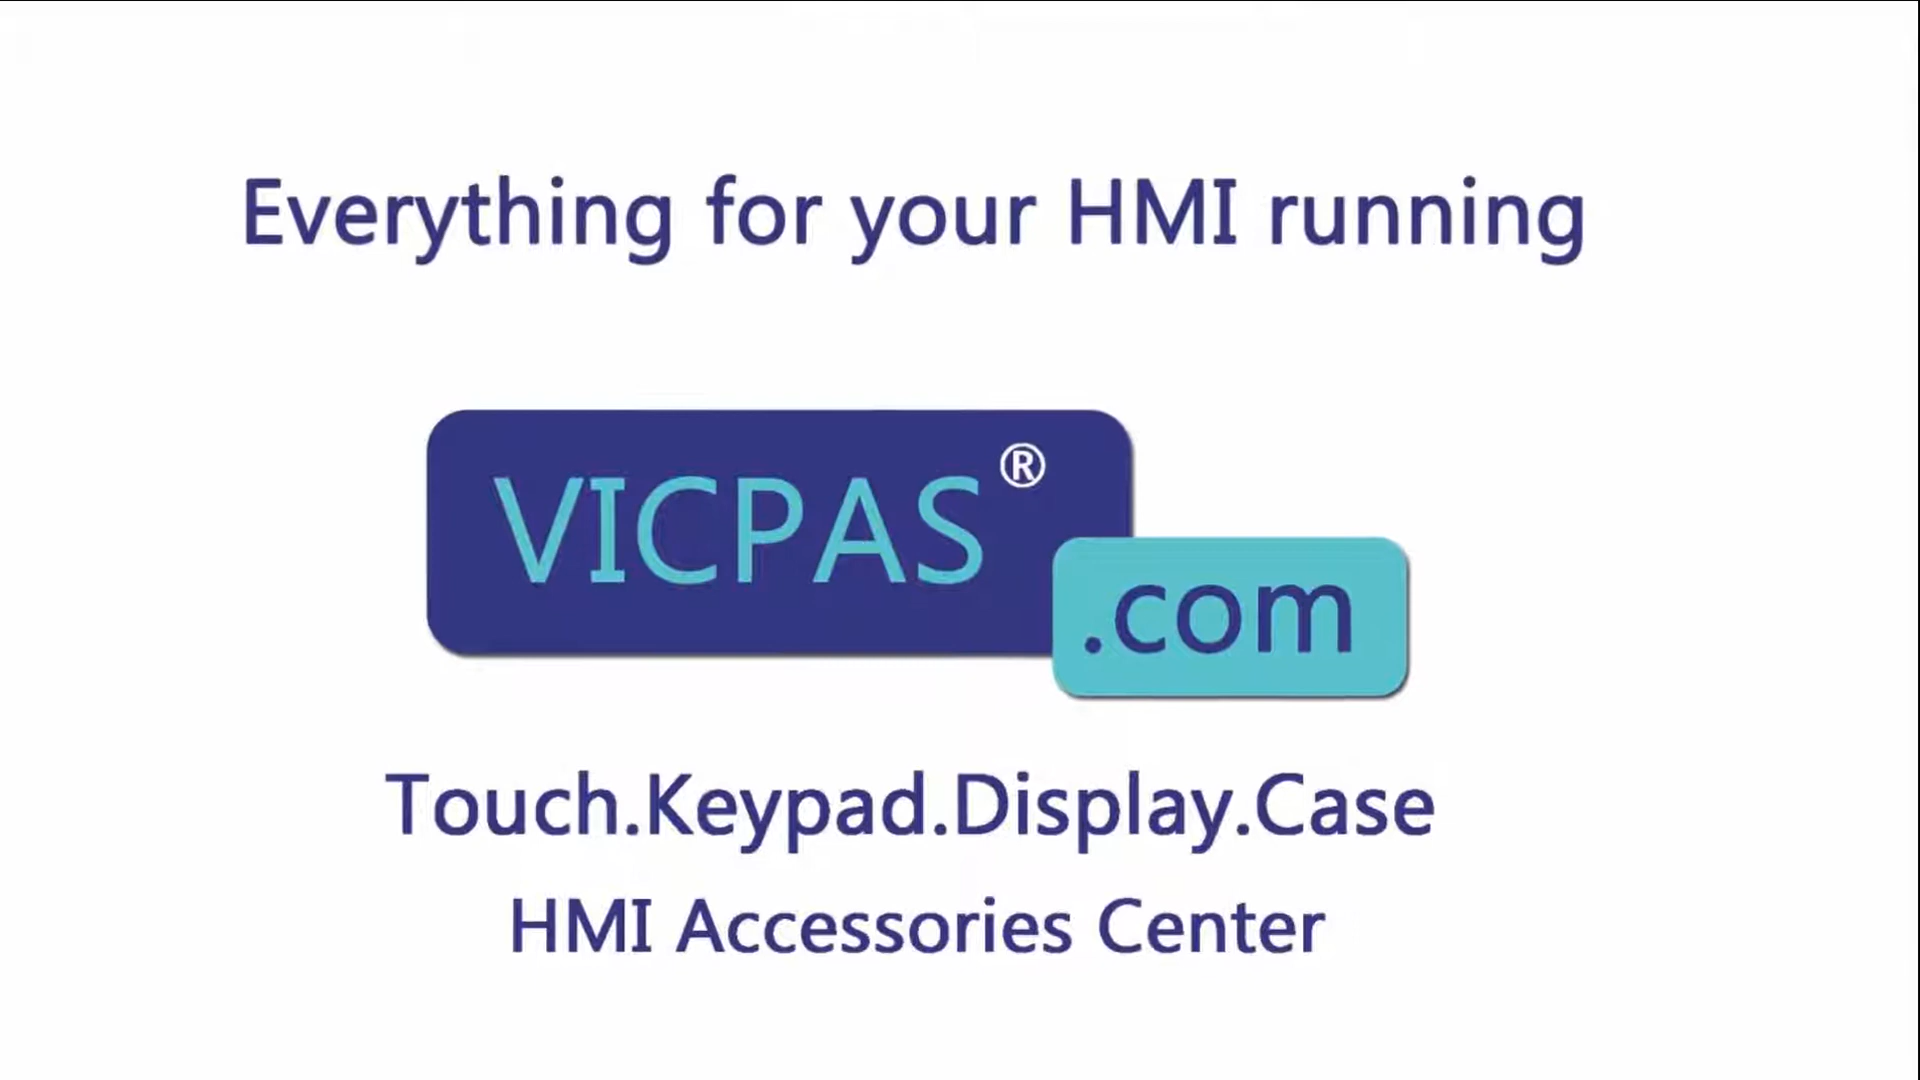 Everything for your HMI running
VICPAS®
.com
Touch.Keypad.Display.Case
HMI Accessories Center